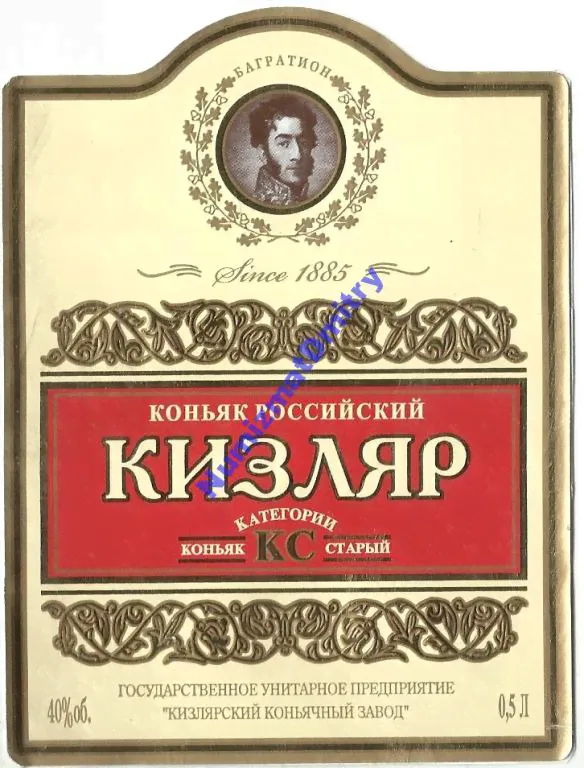 БАГРАТИОН
Since 1885
КОНЬЯК РОССИЙСКИЙ
КИЗЛЯР
КАТЕГОРИИ
КОНЬЯК КС СТАРЫЙ
ГОСУДАРСТВЕННОЕ УНИТАРНОЕ ПРЕДПРИЯТИЕ
40%об. "КИЗЛЯРСКИЙ КОНЬЯЧНЫЙ ЗАВОД" 0,5 Л
NumizmatDmitry